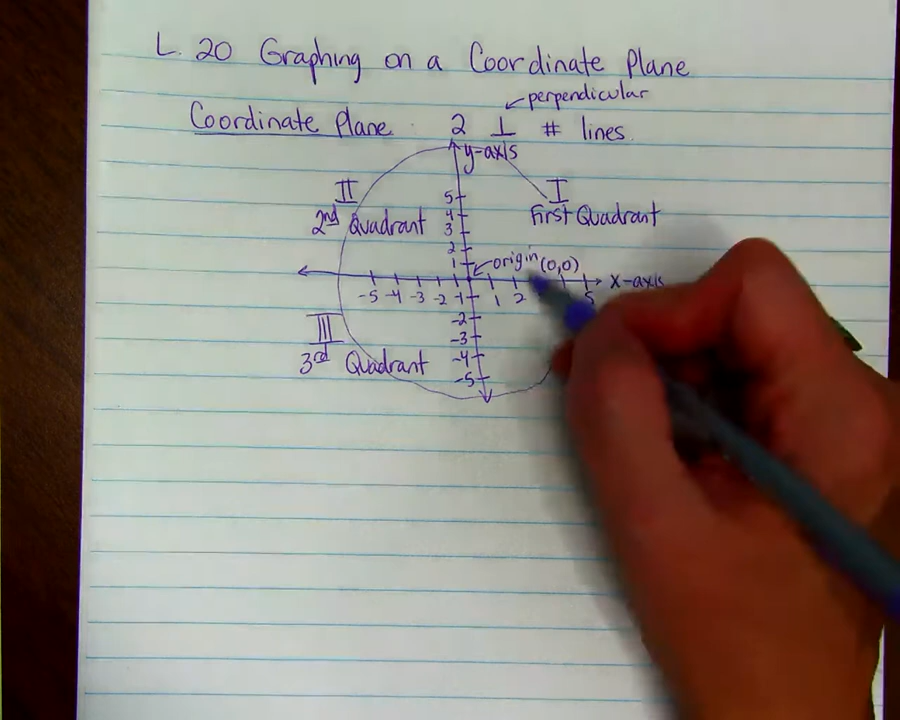 L. 20 Graphing on a Coordinate Plane
perpendicular
Coordinate Plane: 2 ⊥ # lines.
y-axis
II
I
2nd Quadrant
First Quadrant
5
4
3
2
1
origin (0,0)
x-axis
-5 -4 -3 -2 -1 1 2 5
-2
-3
-4
-5
III
3rd Quadrant